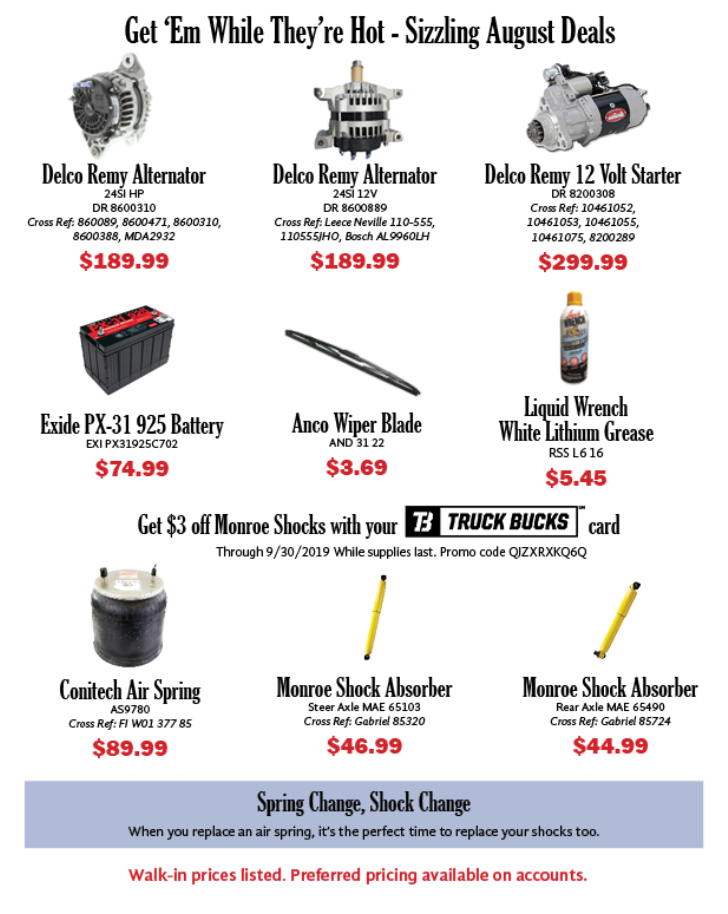 Get ‘Em While They’re Hot - Sizzling August Deals
Delco Remy Alternator
24SI HP
DR 8600310
Cross Ref: 860089, 8600471, 8600310,
8600388, MDA2932
$189.99
Delco Remy Alternator
24SI 12V
DR 8600889
Cross Ref: Leece Neville 110-555,
110555JHO, Bosch AL9960LH
$189.99
Delco Remy 12 Volt Starter
DR 8200308
Cross Ref: 10461052,
10461053, 10461055,
10461075, 8200289
$299.99
Exide PX-31 925 Battery
EXI PX31925C702
$74.99
Anco Wiper Blade
AND 31 22
$3.69
WRENCH
Liquid Wrench
White Lithium Grease
RSS L6 16
$5.45
Get $3 off Monroe Shocks with your TB TRUCK BUCKS℠ card
Through 9/30/2019 While supplies last. Promo code QJZXRXKQ6Q
Conitech Air Spring
AS9780
Cross Ref: FI W01 377 85
$89.99
Monroe Shock Absorber
Steer Axle MAE 65103
Cross Ref: Gabriel 85320
$46.99
Monroe Shock Absorber
Rear Axle MAE 65490
Cross Ref: Gabriel 85724
$44.99
Spring Change, Shock Change
When you replace an air spring, it’s the perfect time to replace your shocks too.
Walk-in prices listed. Preferred pricing available on accounts.